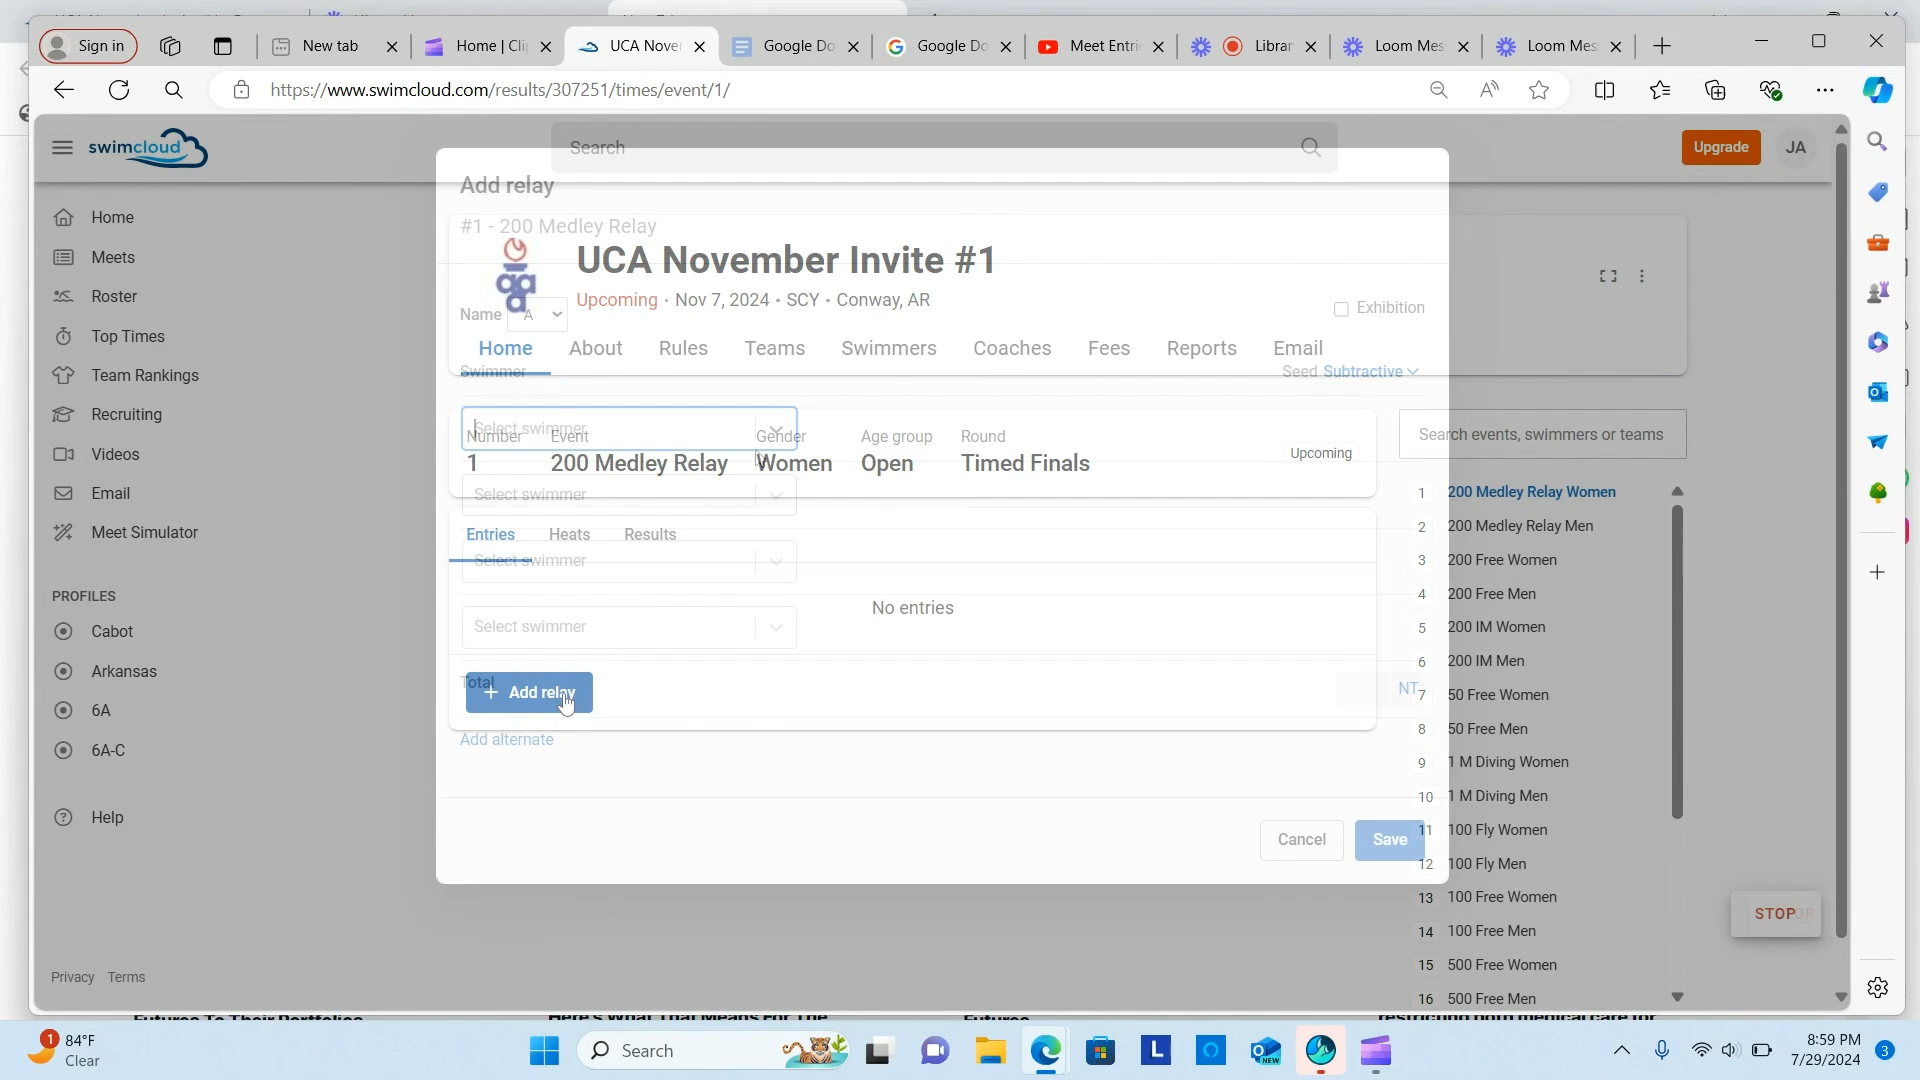 Sign in
New tab
Home | Cli
UCA Nove
Google Do
Google Do
Meet Entri
Librar
Loom Mes
Loom Mes
https://www.swimcloud.com/results/307251/times/event/1/
swimcloud
Search
Upgrade
JA
Home
Meets
Roster
Top Times
Team Rankings
Recruiting
Videos
Email
Meet Simulator
PROFILES
Cabot
Arkansas
6A
6A-C
Help
Privacy Terms
Add relay
#1 - 200 Medley Relay
UCA November Invite #1
Upcoming · Nov 7, 2024 · SCY · Conway, AR
Name A
Exhibition
Home About Rules Teams Swimmers Coaches Fees Reports Email
Swimmer
Seed Subtractive
Select swimmer
Number Event Gender Age group Round
1 200 Medley Relay Women Open Timed Finals
Upcoming
Select swimmer
Entries Heats Results
Select swimmer
No entries
Select swimmer
Total
NT
+ Add relay
Add alternate
Cancel
Save
Search events, swimmers or teams
1 200 Medley Relay Women
2 200 Medley Relay Men
3 200 Free Women
4 200 Free Men
5 200 IM Women
6 200 IM Men
7 50 Free Women
8 50 Free Men
9 1 M Diving Women
10 1 M Diving Men
11 100 Fly Women
12 100 Fly Men
13 100 Free Women
14 100 Free Men
15 500 Free Women
16 500 Free Men
STOP
1
84°F
Clear
Search
L
NEW
8:59 PM
7/29/2024
3